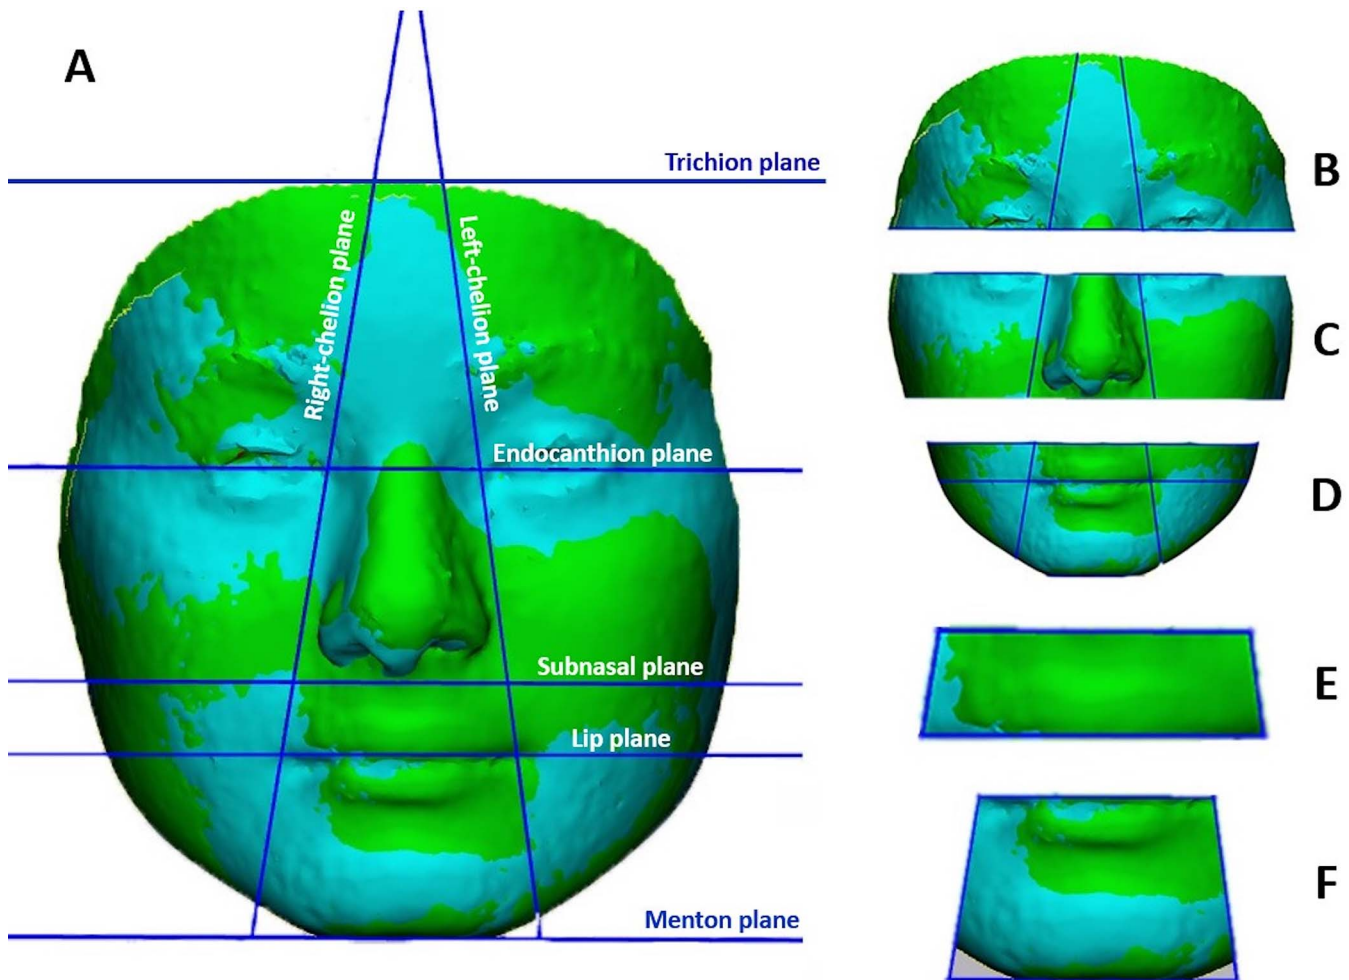 A
Trichion plane
Right-chelion plane
Left-chelion plane
Endocanthion plane
Subnasal plane
Lip plane
Menton plane
B
C
D
E
F